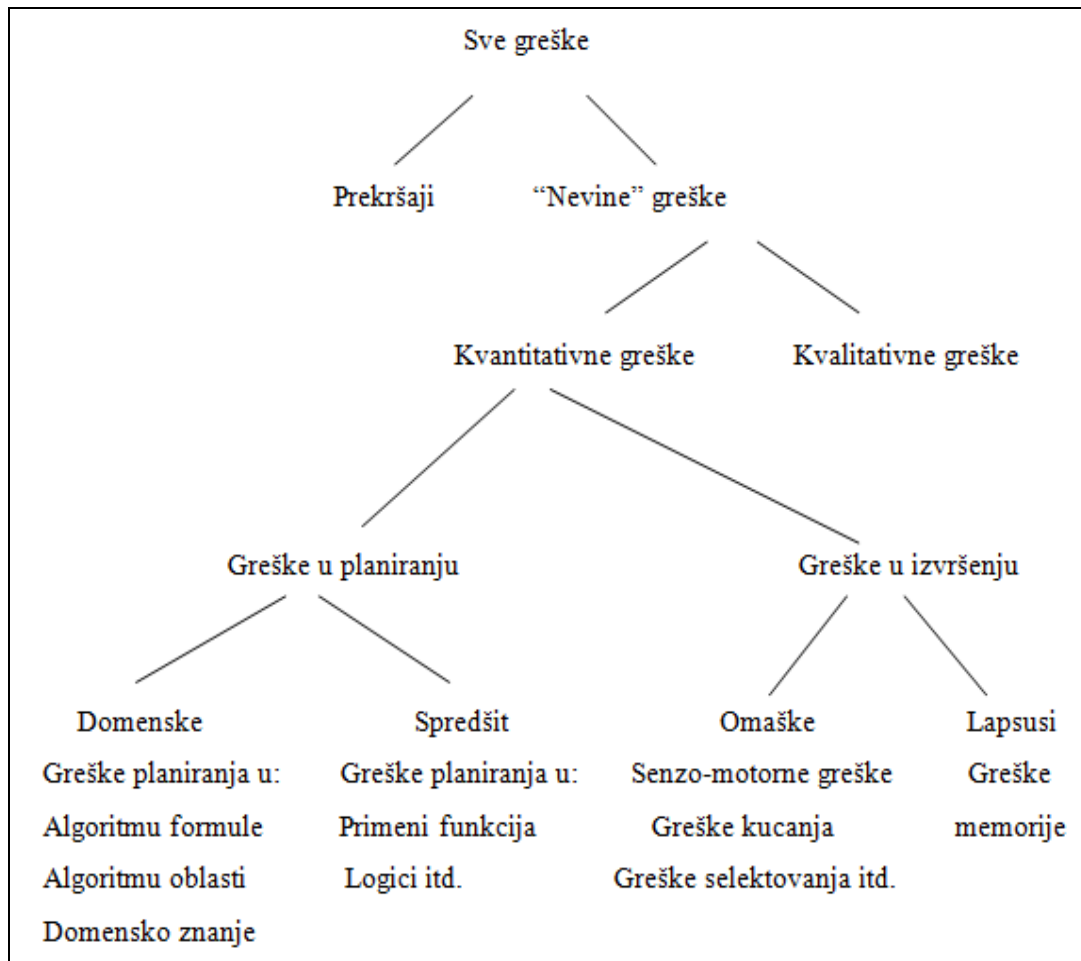 Sve greške
Prekršaji
“Nevine” greške
Kvantitativne greške
Kvalitativne greške
Greške u planiranju
Greške u izvršenju
Domenske
Greške planiranja u:
Algoritmu formule
Algoritmu oblasti
Domensko znanje
Spredšit
Greške planiranja u:
Primeni funkcija
Logici itd.
Omaške
Senzo-motorne greške
Greške kucanja
Greške selektovanja itd.
Lapsusi
Greške
memorije